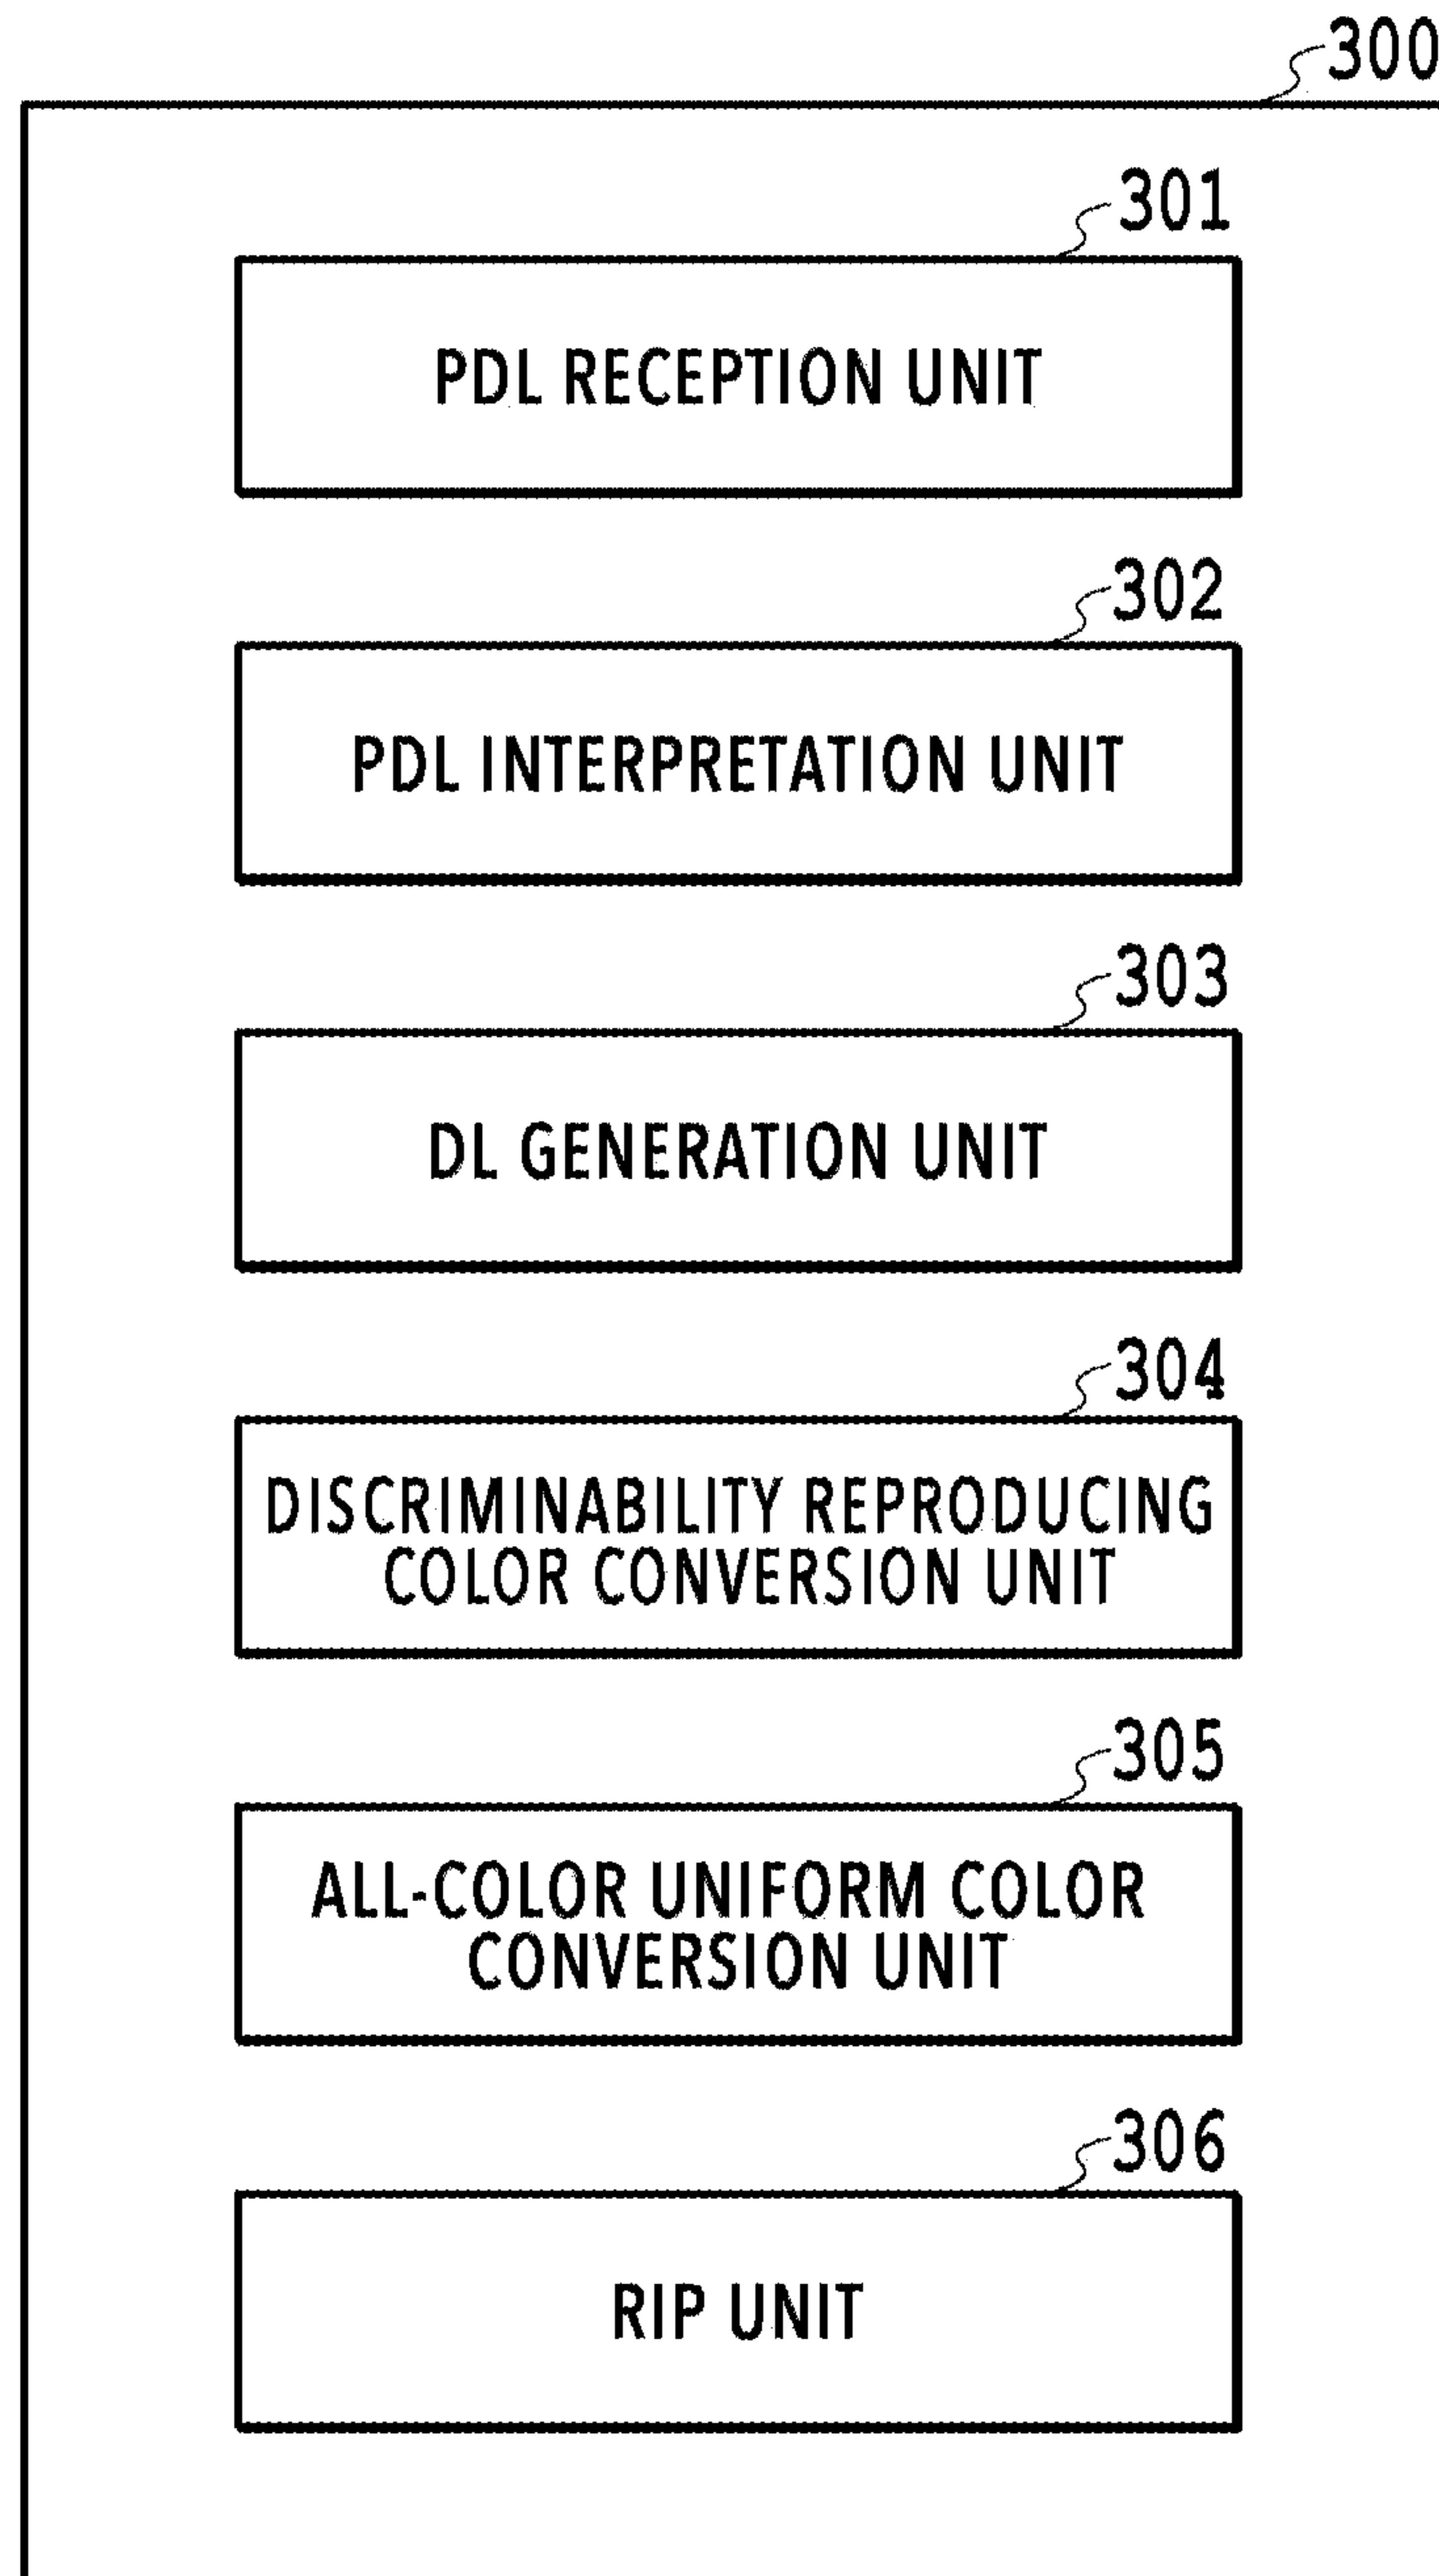 300
301
PDL RECEPTION UNIT
302
PDL INTERPRETATION UNIT
303
DL GENERATION UNIT
304
DISCRIMINABILITY REPRODUCING
COLOR CONVERSION UNIT
305
ALL-COLOR UNIFORM COLOR
CONVERSION UNIT
306
RIP UNIT